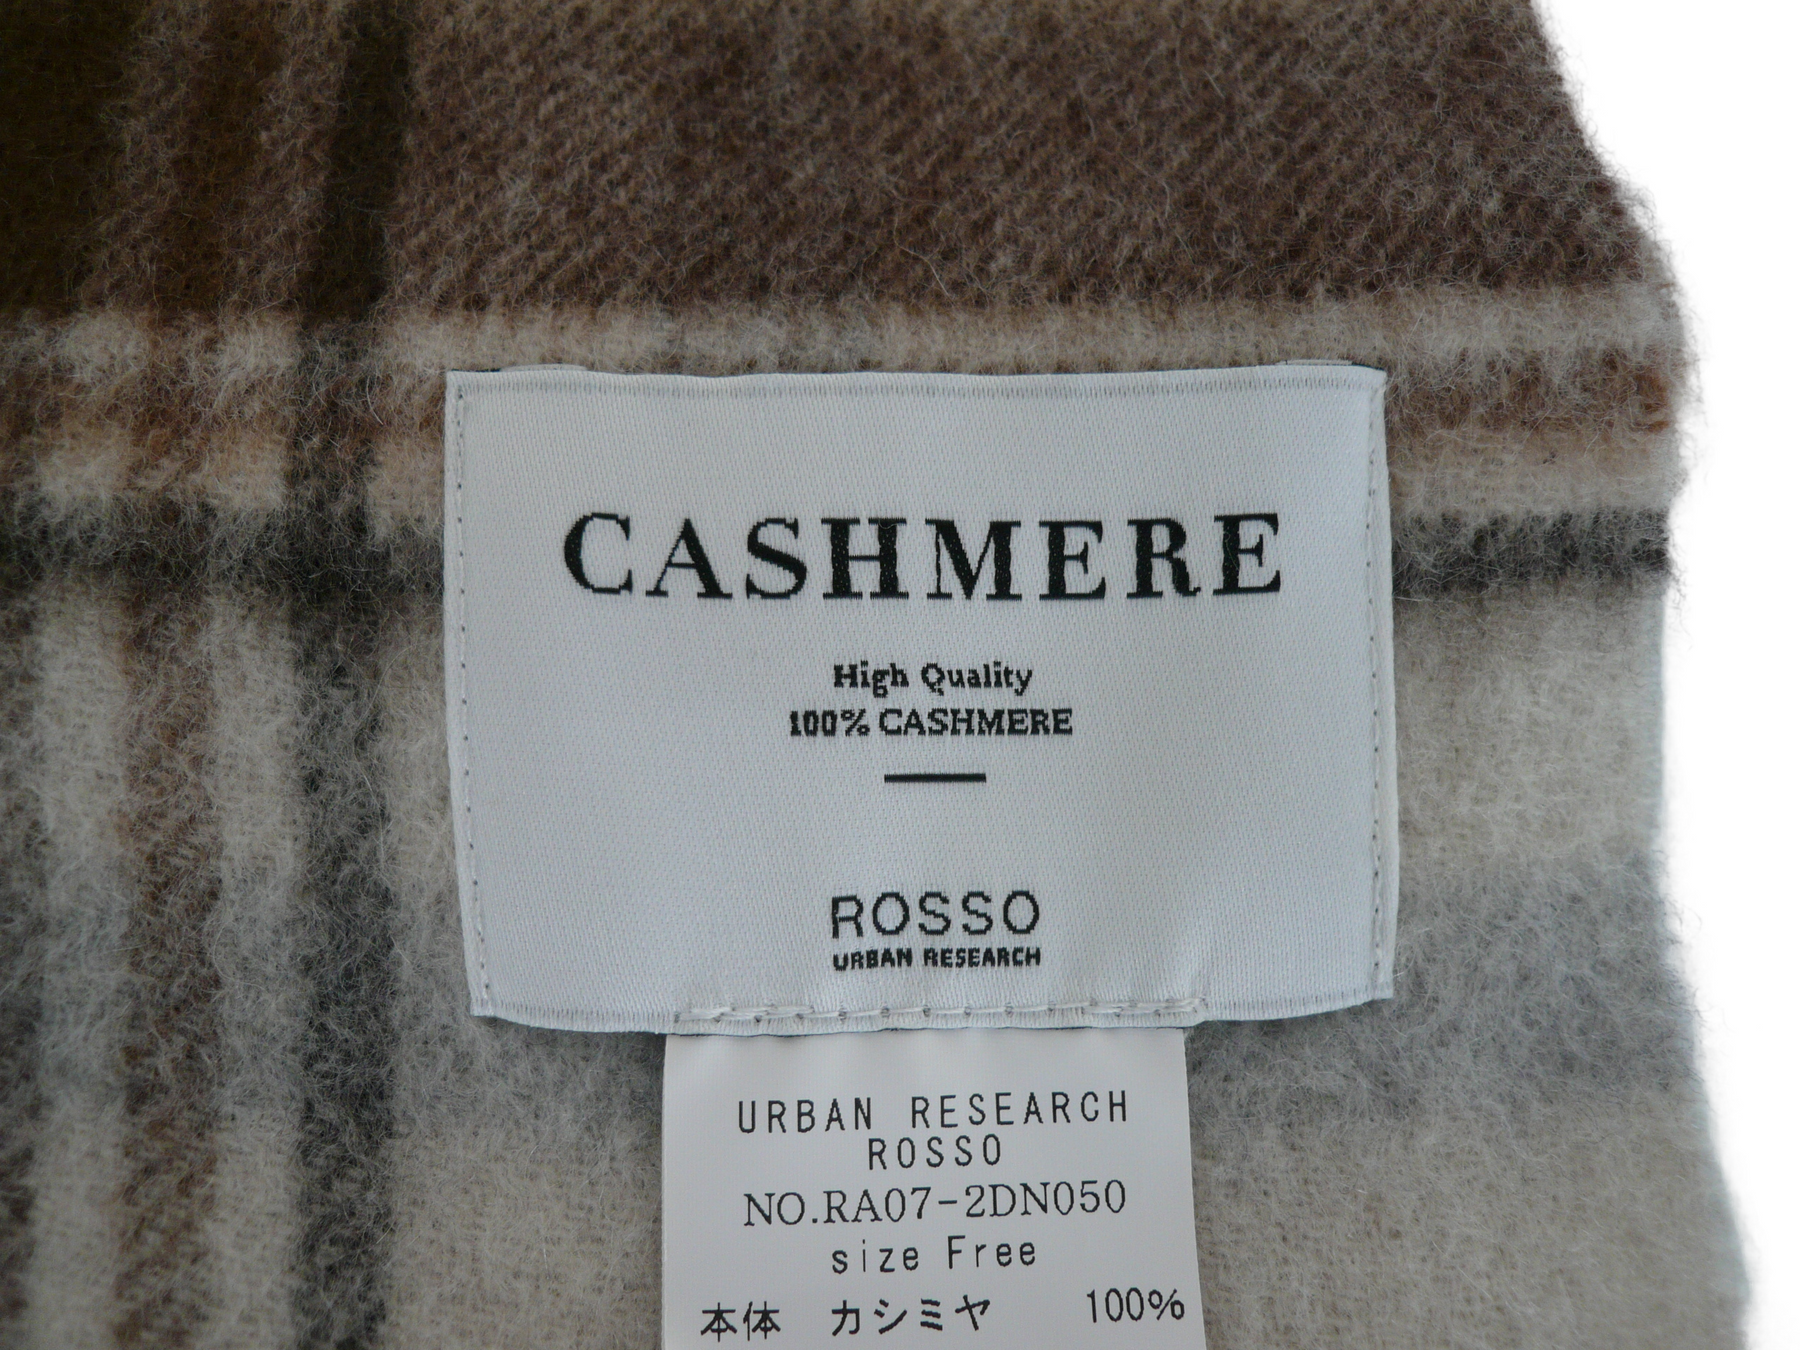 CASHMERE
High Quality
100% CASHMERE
ROSSO
URBAN RESEARCH
URBAN RESEARCH
ROSSO
NO.RA07-2DN050
size Free
本体 カシミヤ 100%